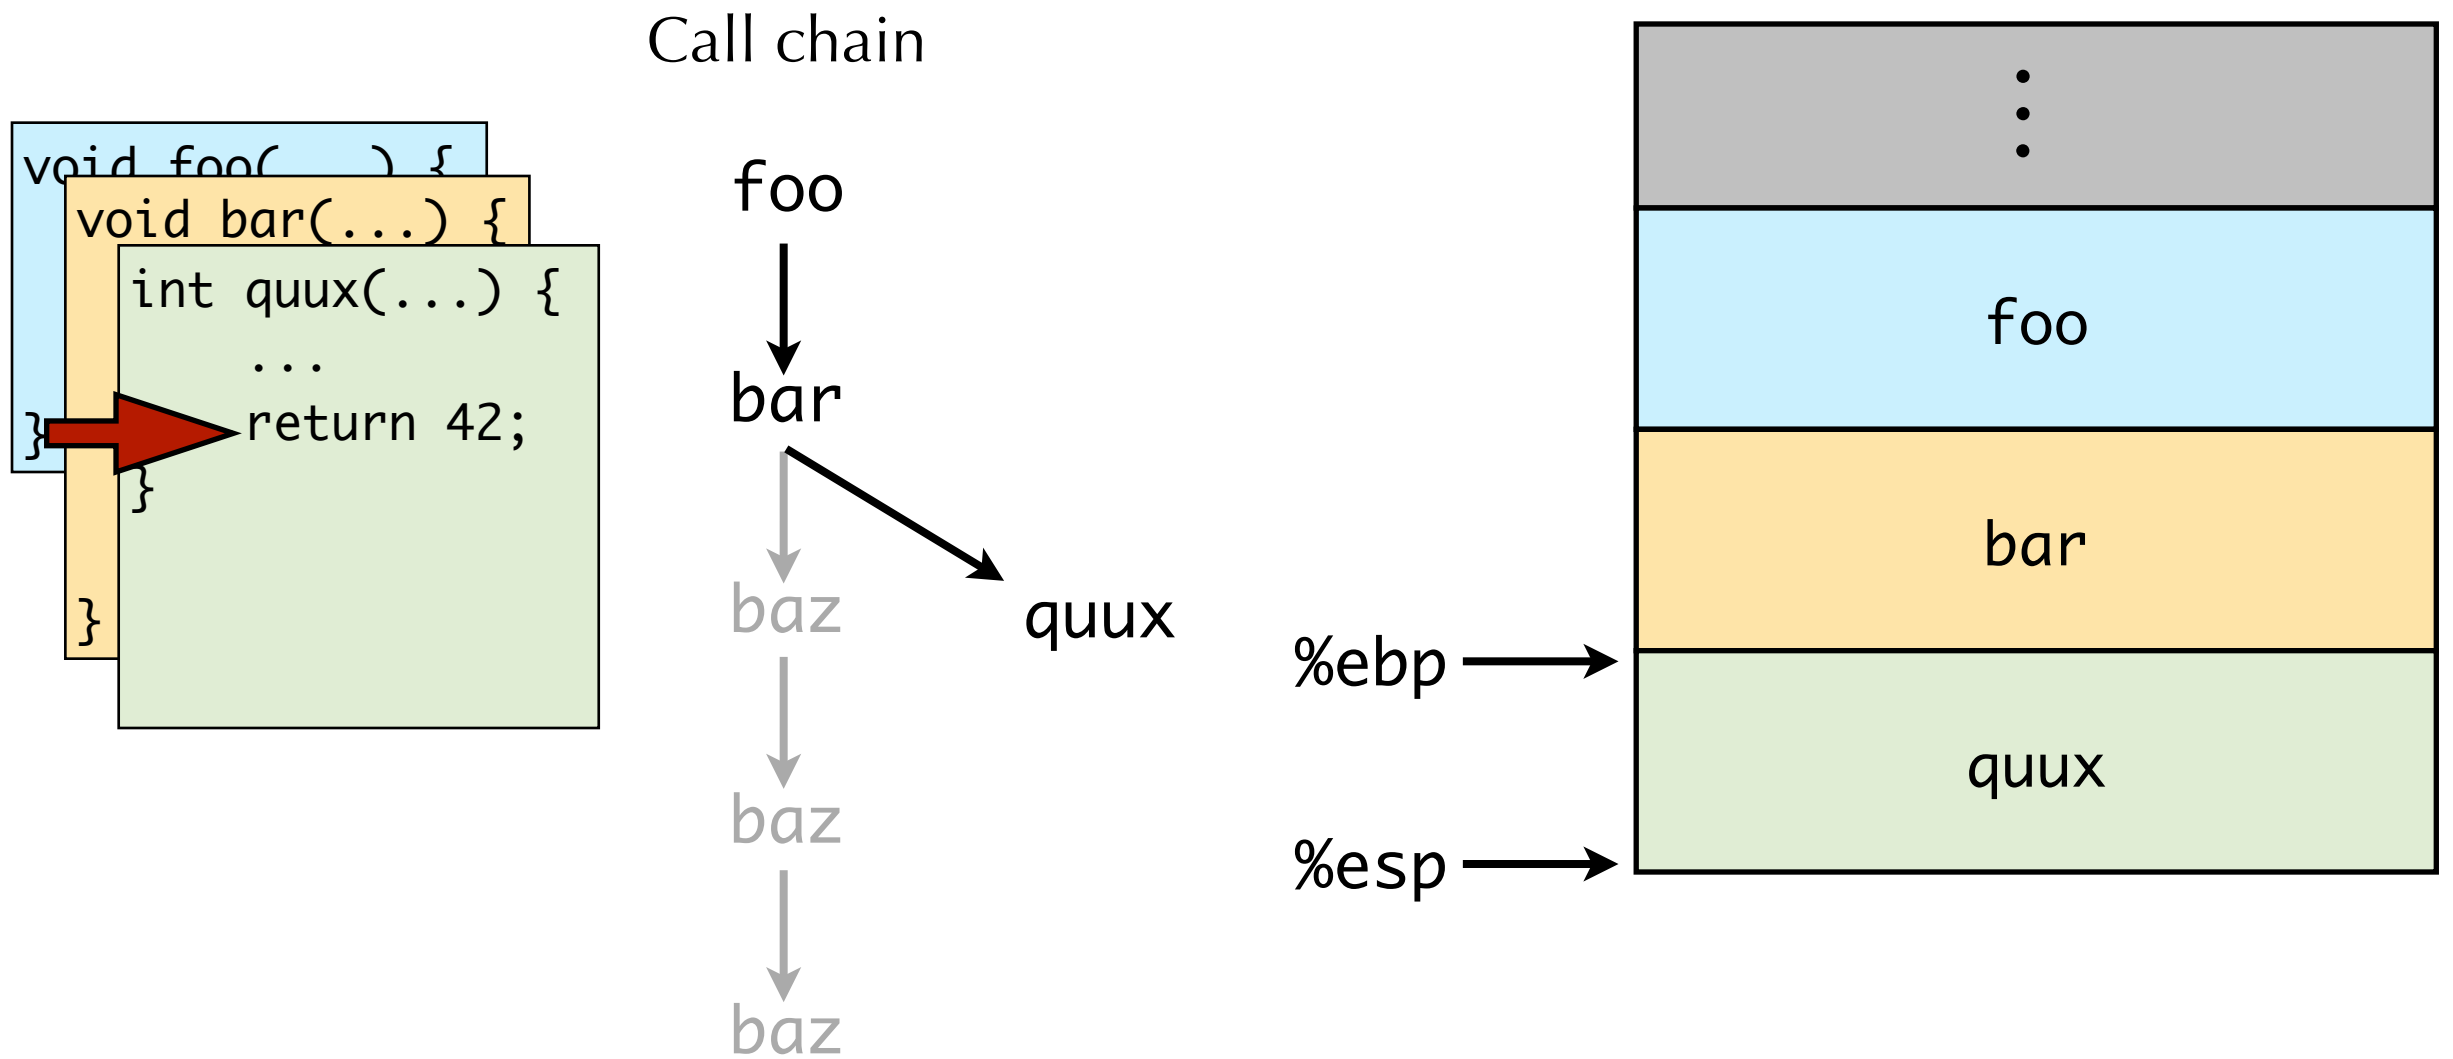 Call chain
void foo(...) {
}
void bar(...) {
}
int quux(...) {
...
return 42;
}
foo
bar
baz
quux
baz
baz
foo
bar
quux
%ebp
%esp